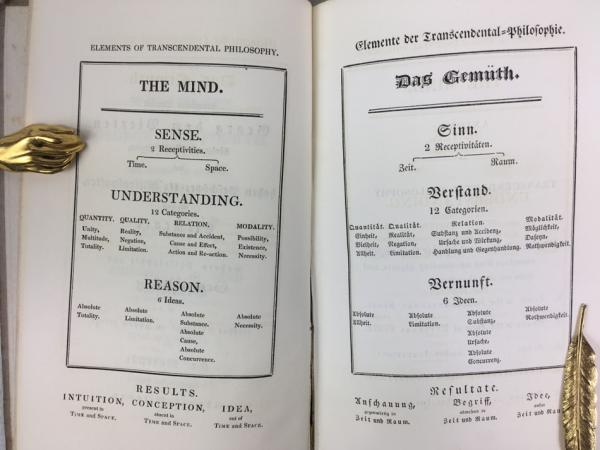 ELEMENTS OF TRANSCENDENTAL PHILOSOPHY.
THE MIND.
SENSE.
2 Receptivities.
Time. Space.
UNDERSTANDING.
12 Categories.
QUANTITY, QUALITY, RELATION, MODALITY.
Unity, Reality, Substance and Accident, Possibility,
Multitude, Negation, Cause and Effect, Existence,
Totality. Limitation. Action and Re-action. Necessity.
REASON.
6 Ideas.
Absolute Absolute Absolute Absolute
Totality. Limitation. Substance. Necessity.
Absolute
Cause,
Absolute
Concurrence.
RESULTS.
INTUITION, CONCEPTION, IDEA,
present in absent in out of
TIME and SPACE. TIME and SPACE. TIME and SPACE.
Elemente der Transcendental=Philosophie.
Das Gemüth.
Sinn.
2 Receptivitäten.
Zeit. Raum.
Verstand.
12 Categorien.
Quantität. Qualität. Relation. Modalität.
Einheit, Realität, Substanz und Accidenz, Möglichkeit,
Vielheit, Negation, Ursache und Wirkung, Daseyn,
Allheit. Limitation. Handlung und Gegenhandlung. Nothwendigkeit.
Vernunft.
6 Ideen.
Absolute Absolute Absolute Absolute
Allheit. Limitation. Substanz, Nothwendigkeit.
Absolute
Ursache,
Absolute
Concurrenz.
Resultate.
Anschauung, Begriff, Idee,
gegenwärtig in abwesend in außer
Zeit und Raum. Zeit und Raum. Zeit und Raum.